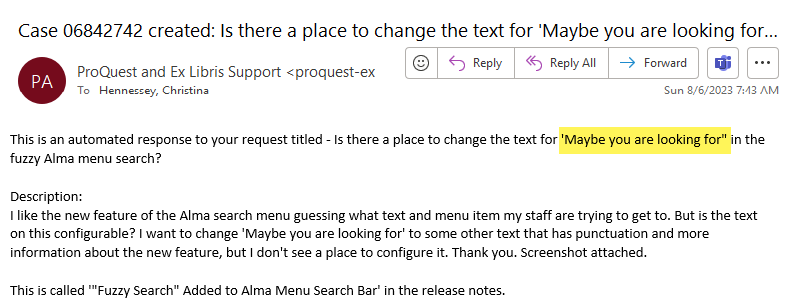 Case 06842742 created: Is there a place to change the text for 'Maybe you are looking for...
PA
ProQuest and Ex Libris Support <proquest-ex
Reply
Reply All
Forward
To Hennessey, Christina
Sun 8/6/2023 7:43 AM
This is an automated response to your request titled - Is there a place to change the text for 'Maybe you are looking for" in the
fuzzy Alma menu search?
Description:
I like the new feature of the Alma search menu guessing what text and menu item my staff are trying to get to. But is the text
on this configurable? I want to change 'Maybe you are looking for' to some other text that has punctuation and more
information about the new feature, but I don't see a place to configure it. Thank you. Screenshot attached.
This is called '"Fuzzy Search" Added to Alma Menu Search Bar' in the release notes.